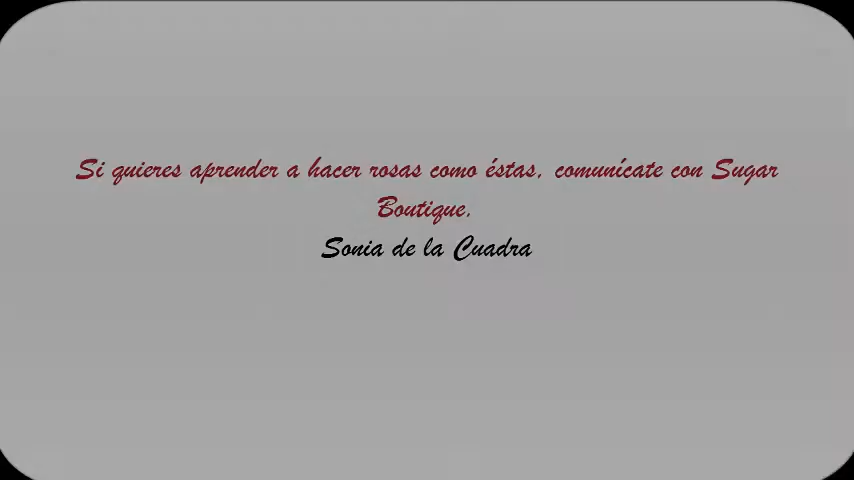 Si quieres aprender a hacer rosas como éstas, comunícate con Sugar
Boutique.
Sonia de la Cuadra